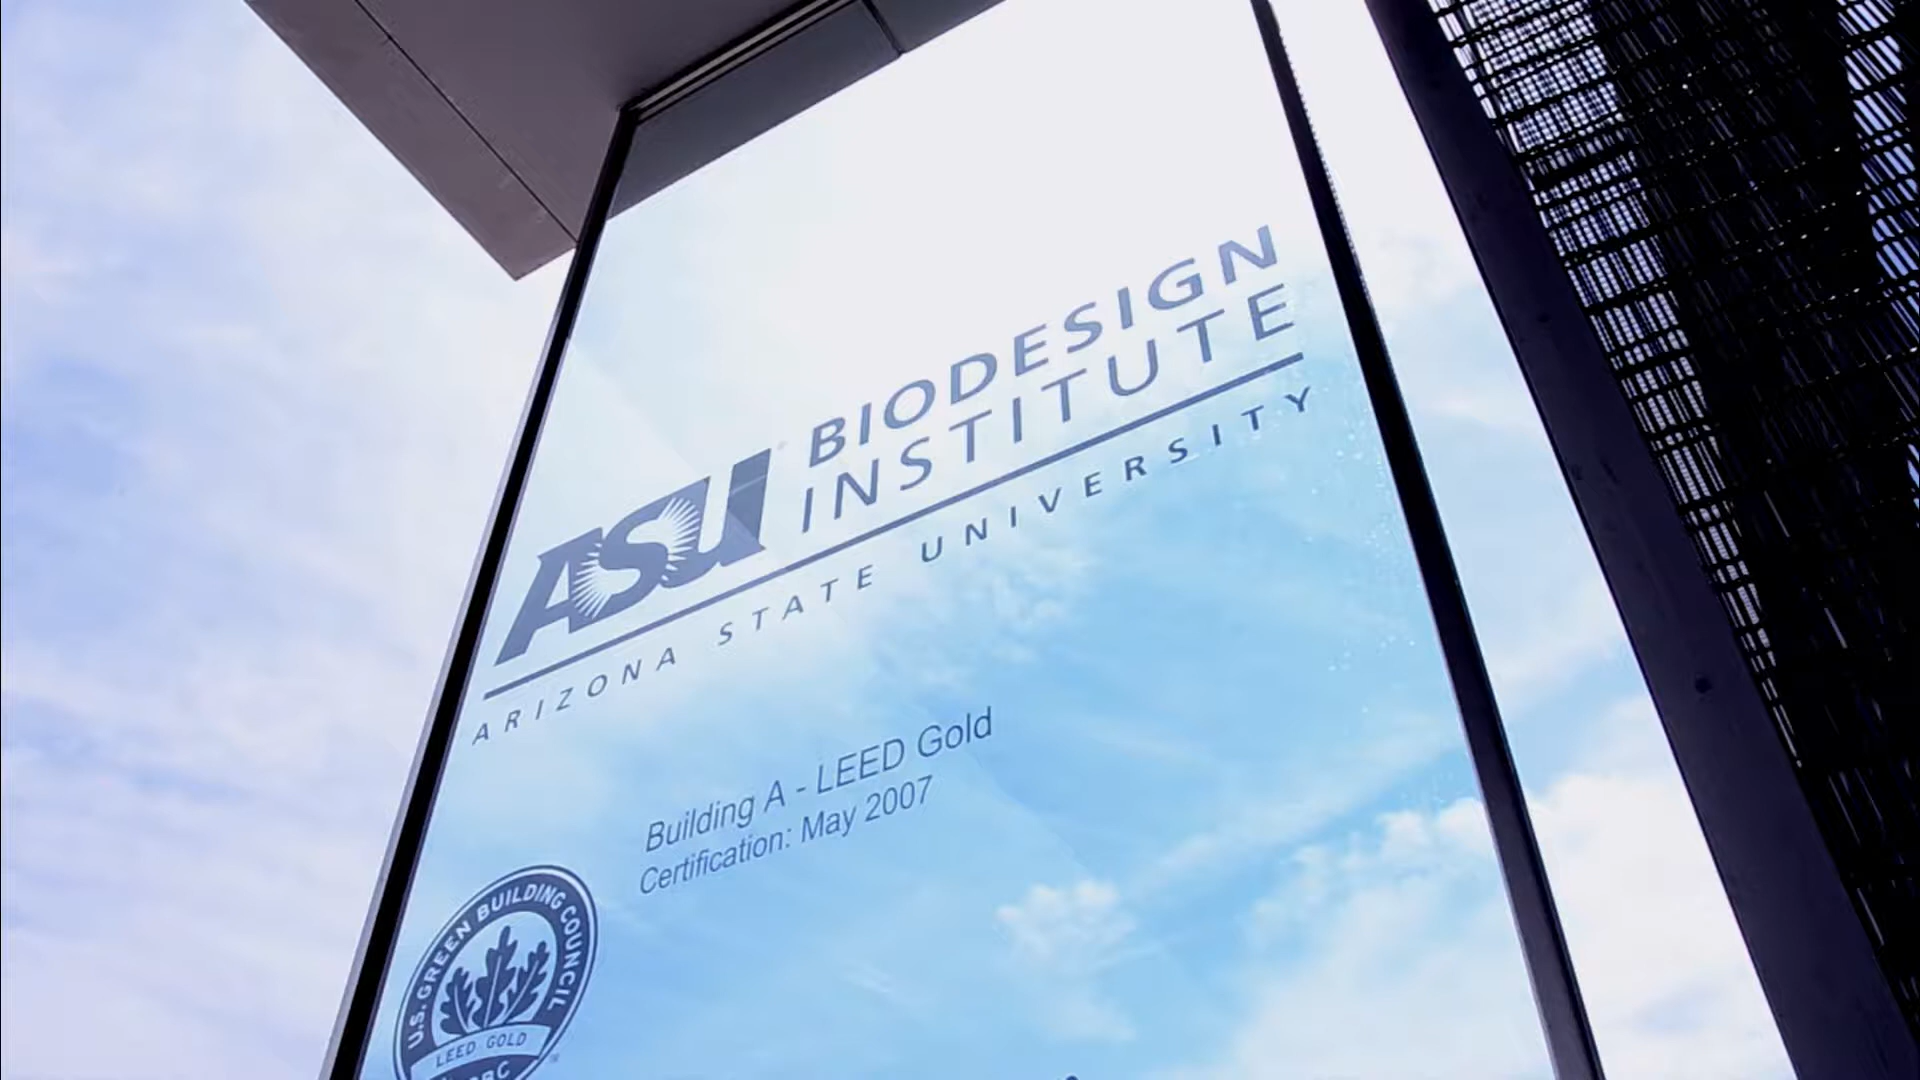 ASU BIODESIGN
INSTITUTE
ARIZONA STATE UNIVERSITY
Building A - LEED Gold
Certification: May 2007
U.S. GREEN BUILDING COUNCIL
LEED GOLD